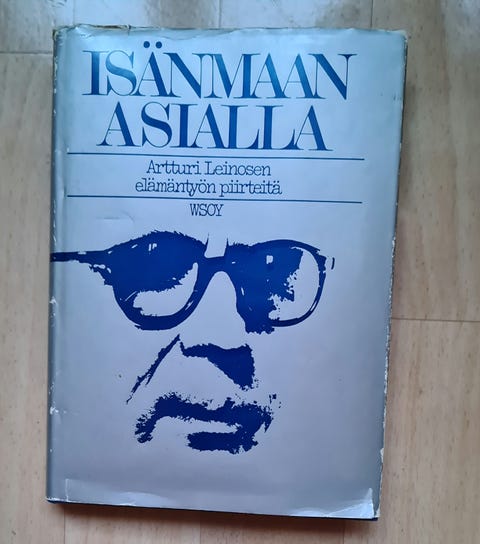 ISÄNMAAN
ASIALLA
Artturi Leinosen
elämäntyön piirteitä
WSOY